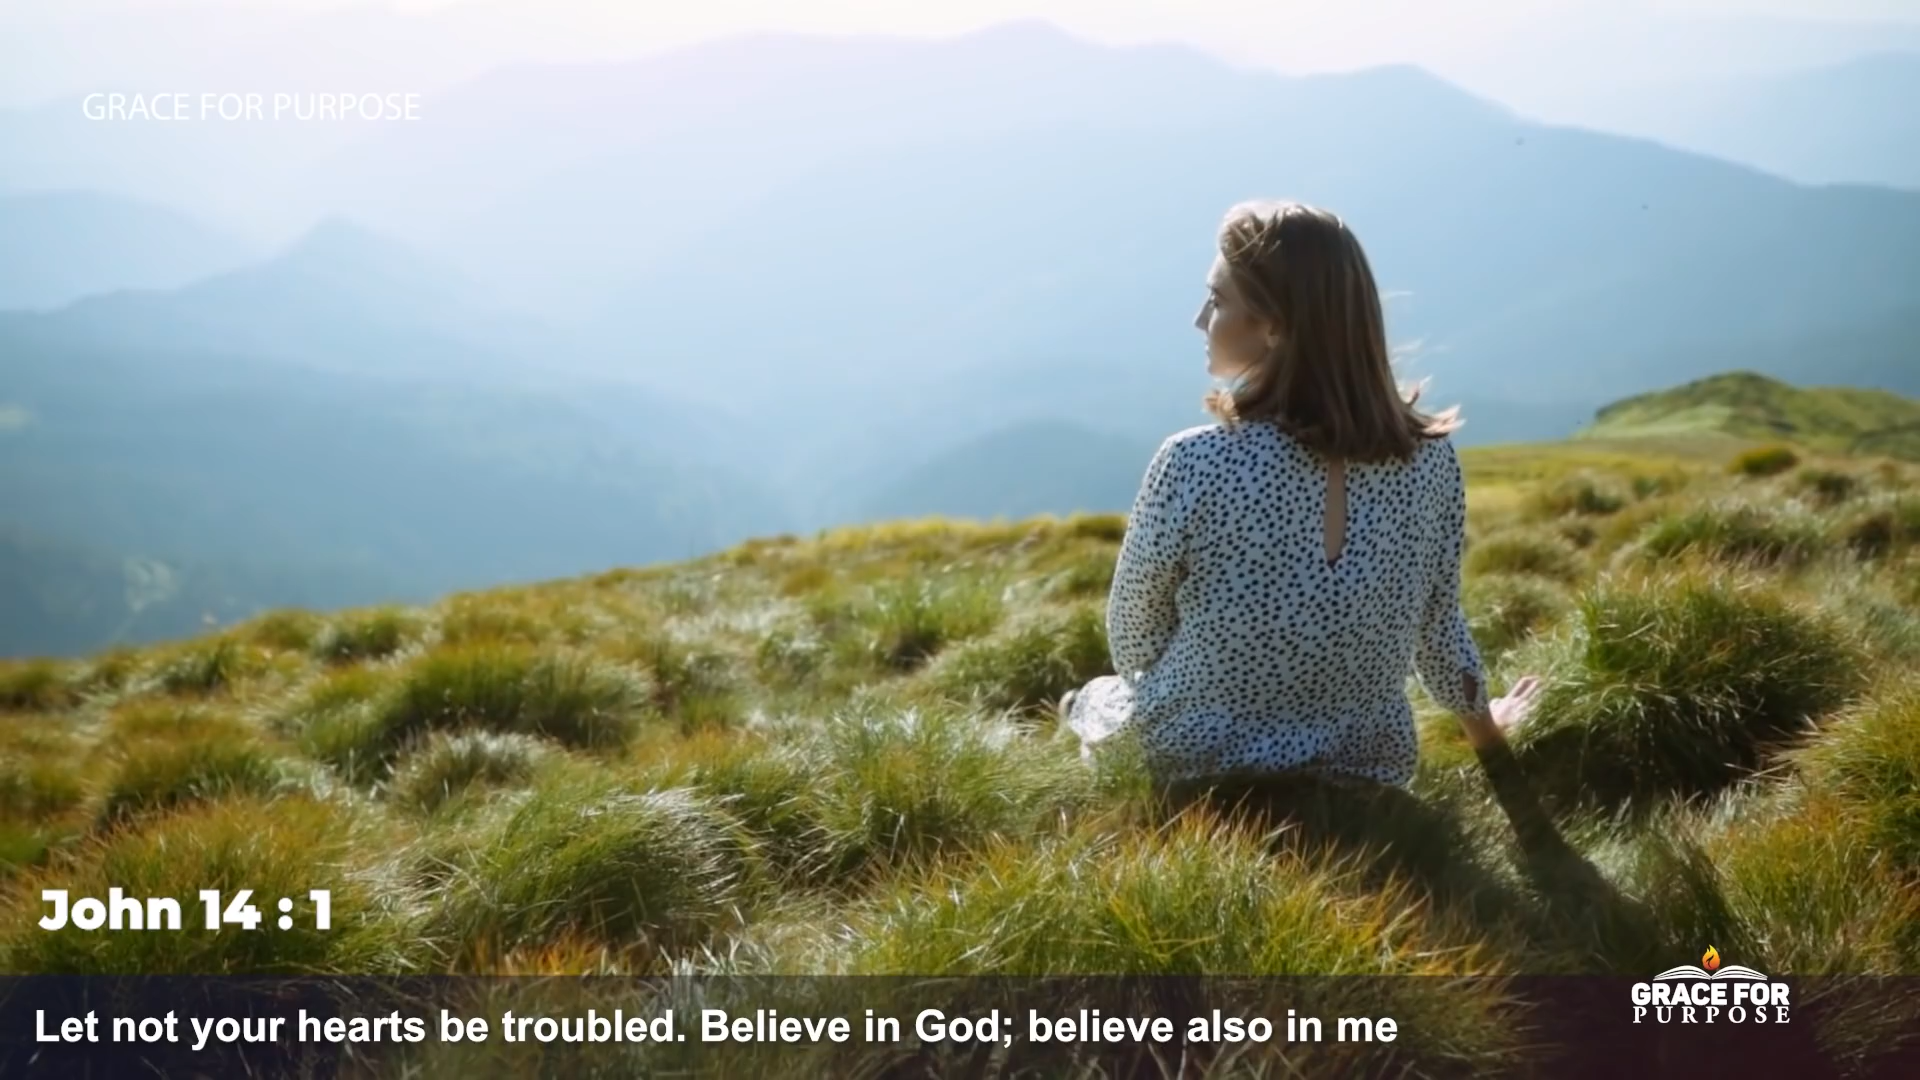 GRACE FOR PURPOSE
John 14 : 1
Let not your hearts be troubled. Believe in God; believe also in me
GRACE FOR
PURPOSE